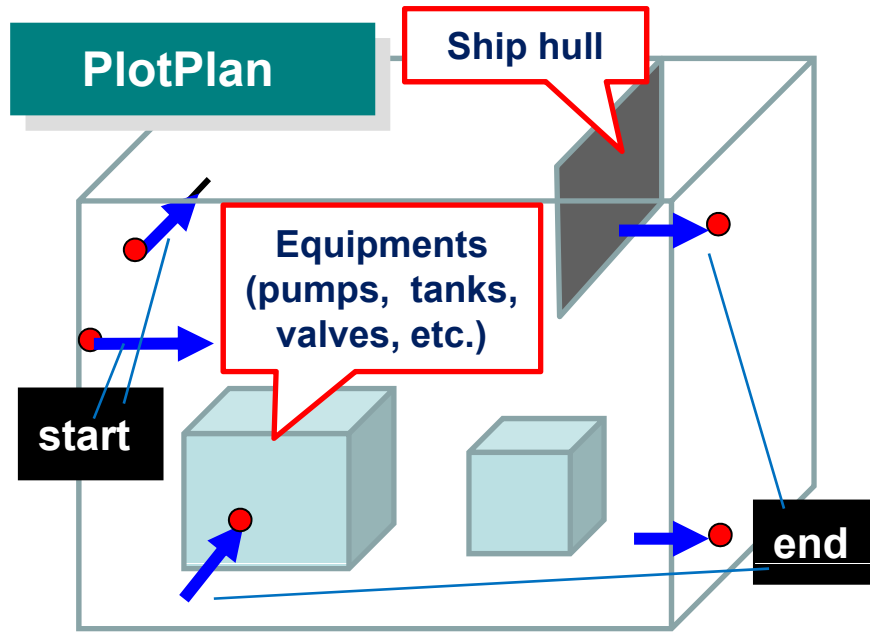 PlotPlan
Ship hull
Equipments
(pumps, tanks,
valves, etc.)
start
end